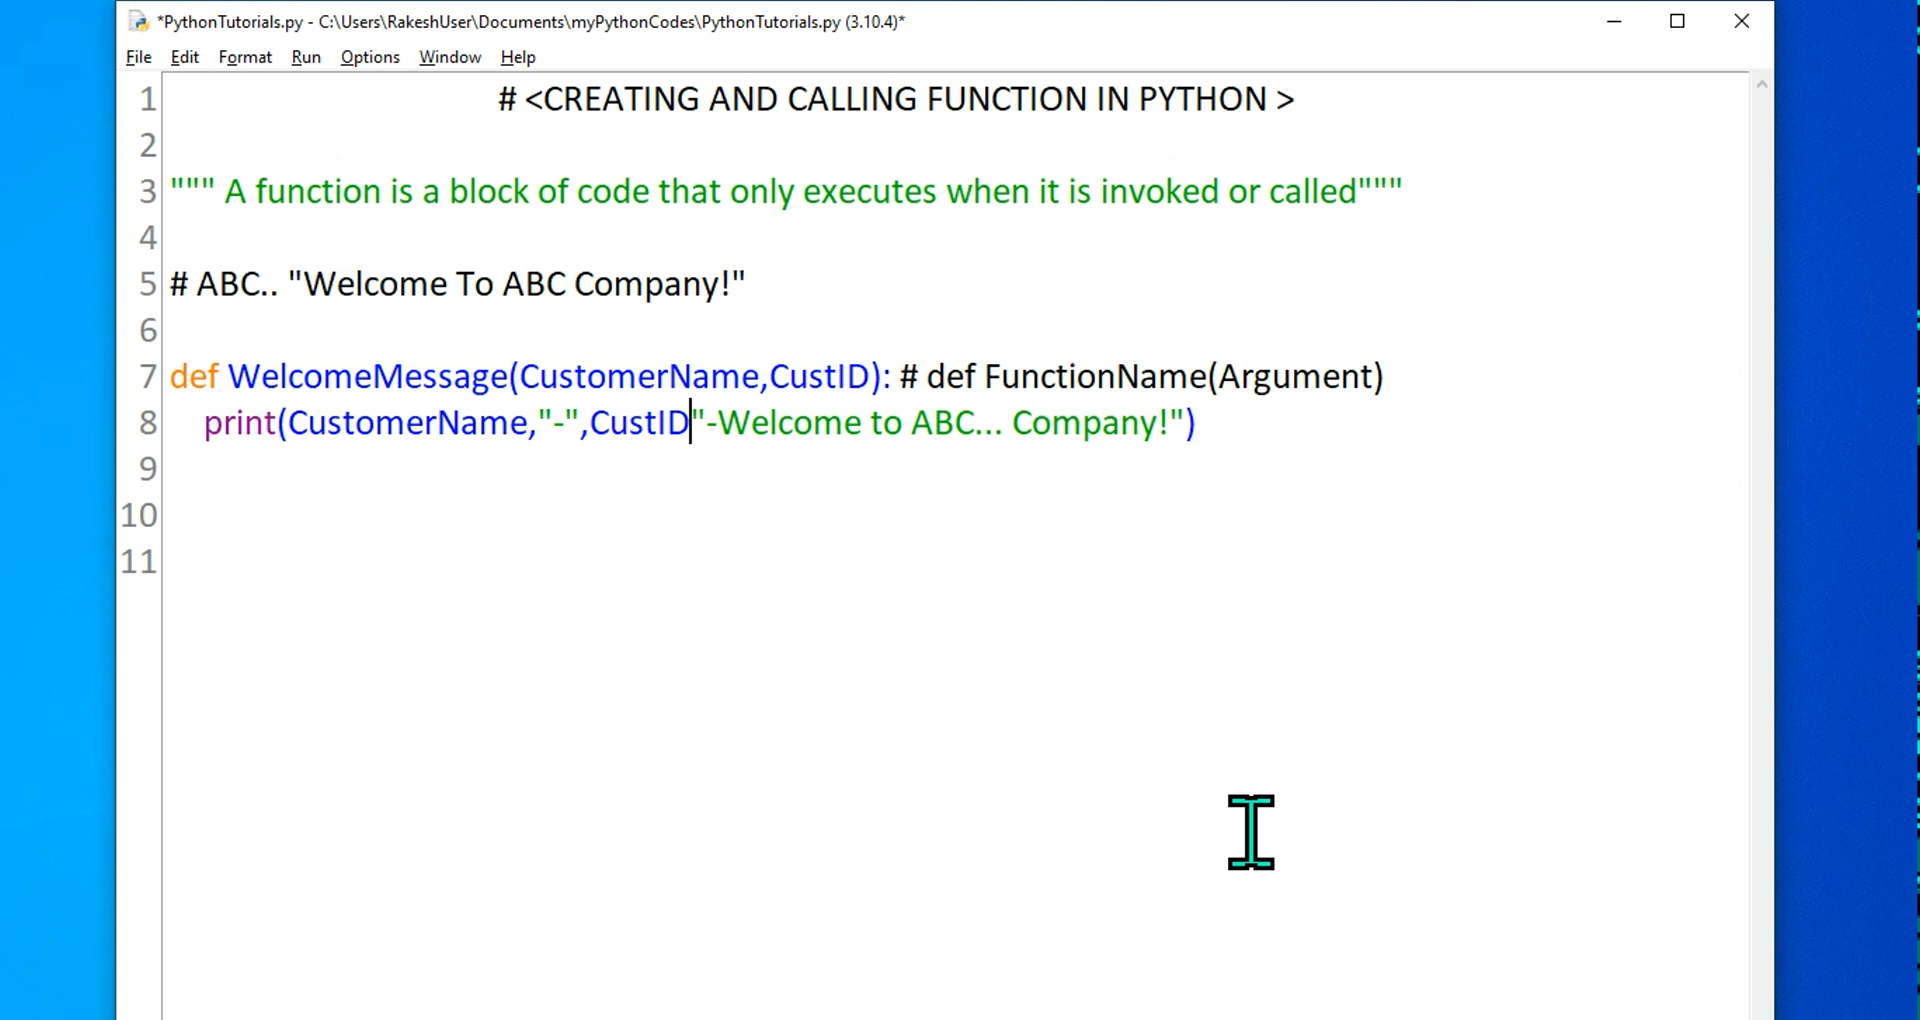 *PythonTutorials.py - C:\Users\RakeshUser\Documents\myPythonCodes\PythonTutorials.py (3.10.4)*
File Edit Format Run Options Window Help
1 # <CREATING AND CALLING FUNCTION IN PYTHON >
2
3 """ A function is a block of code that only executes when it is invoked or called"""
4
5 # ABC.. "Welcome To ABC Company!"
6
7 def WelcomeMessage(CustomerName,CustID): # def FunctionName(Argument)
8 print(CustomerName,"-",CustID"-Welcome to ABC... Company!")
9
10
11